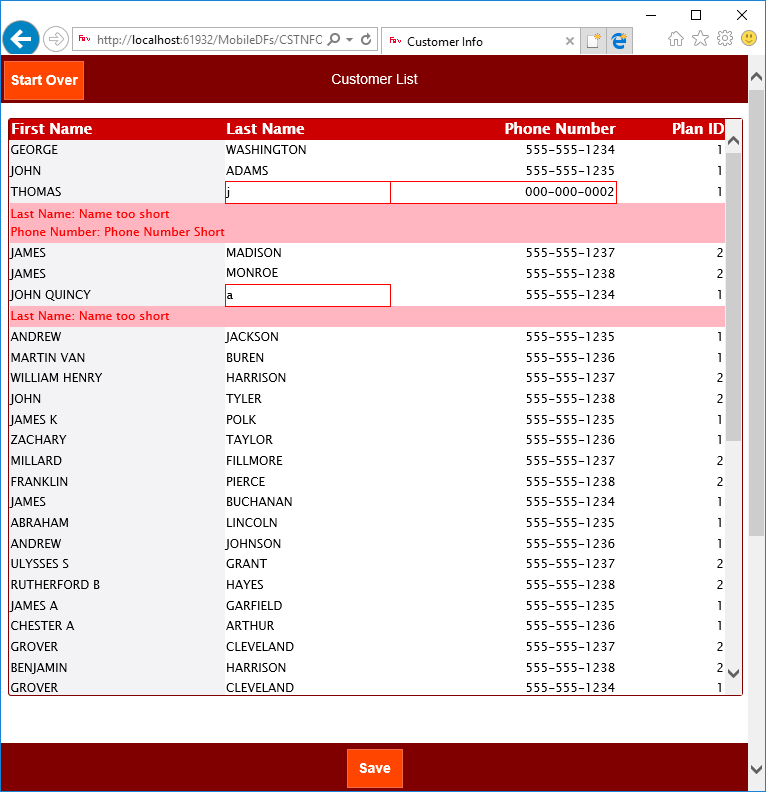 http://localhost:61932/MobileDFs/CSTNFO
Customer Info
Start Over
Customer List
First Name Last Name Phone Number Plan ID
GEORGE WASHINGTON 555-555-1234 1
JOHN ADAMS 555-555-1235 1
THOMAS j 000-000-0002 1
Last Name: Name too short
Phone Number: Phone Number Short
JAMES MADISON 555-555-1237 2
JAMES MONROE 555-555-1238 2
JOHN QUINCY a 555-555-1234 1
Last Name: Name too short
ANDREW JACKSON 555-555-1235 1
MARTIN VAN BUREN 555-555-1236 1
WILLIAM HENRY HARRISON 555-555-1237 2
JOHN TYLER 555-555-1238 2
JAMES K POLK 555-555-1235 1
ZACHARY TAYLOR 555-555-1236 1
MILLARD FILLMORE 555-555-1237 2
FRANKLIN PIERCE 555-555-1238 2
JAMES BUCHANAN 555-555-1234 1
ABRAHAM LINCOLN 555-555-1235 1
ANDREW JOHNSON 555-555-1236 1
ULYSSES S GRANT 555-555-1237 2
RUTHERFORD B HAYES 555-555-1238 2
JAMES A GARFIELD 555-555-1235 1
CHESTER A ARTHUR 555-555-1236 1
GROVER CLEVELAND 555-555-1237 2
BENJAMIN HARRISON 555-555-1238 2
GROVER CLEVELAND 555-555-1234 1
Save